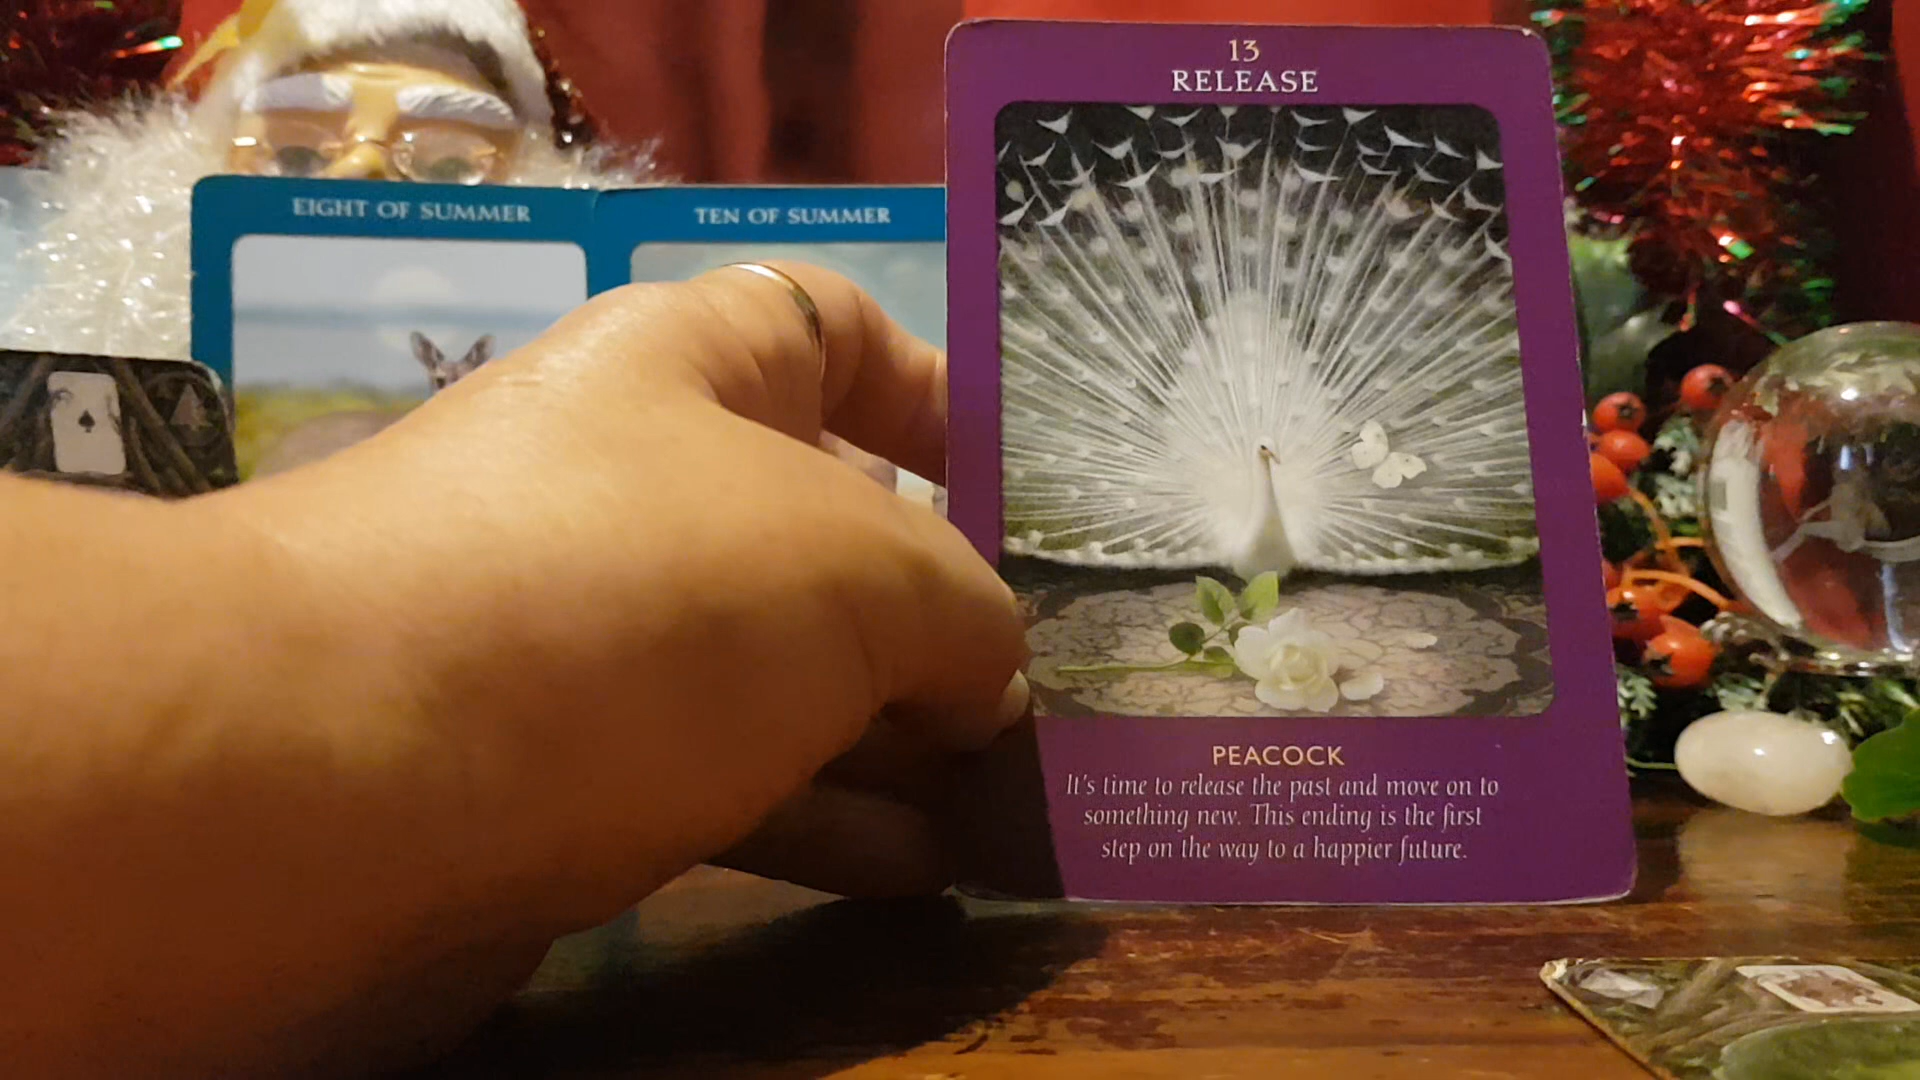 EIGHT OF SUMMER
TEN OF SUMMER
13
RELEASE
PEACOCK
It's time to release the past and move on to
something new. This ending is the first
step on the way to a happier future.